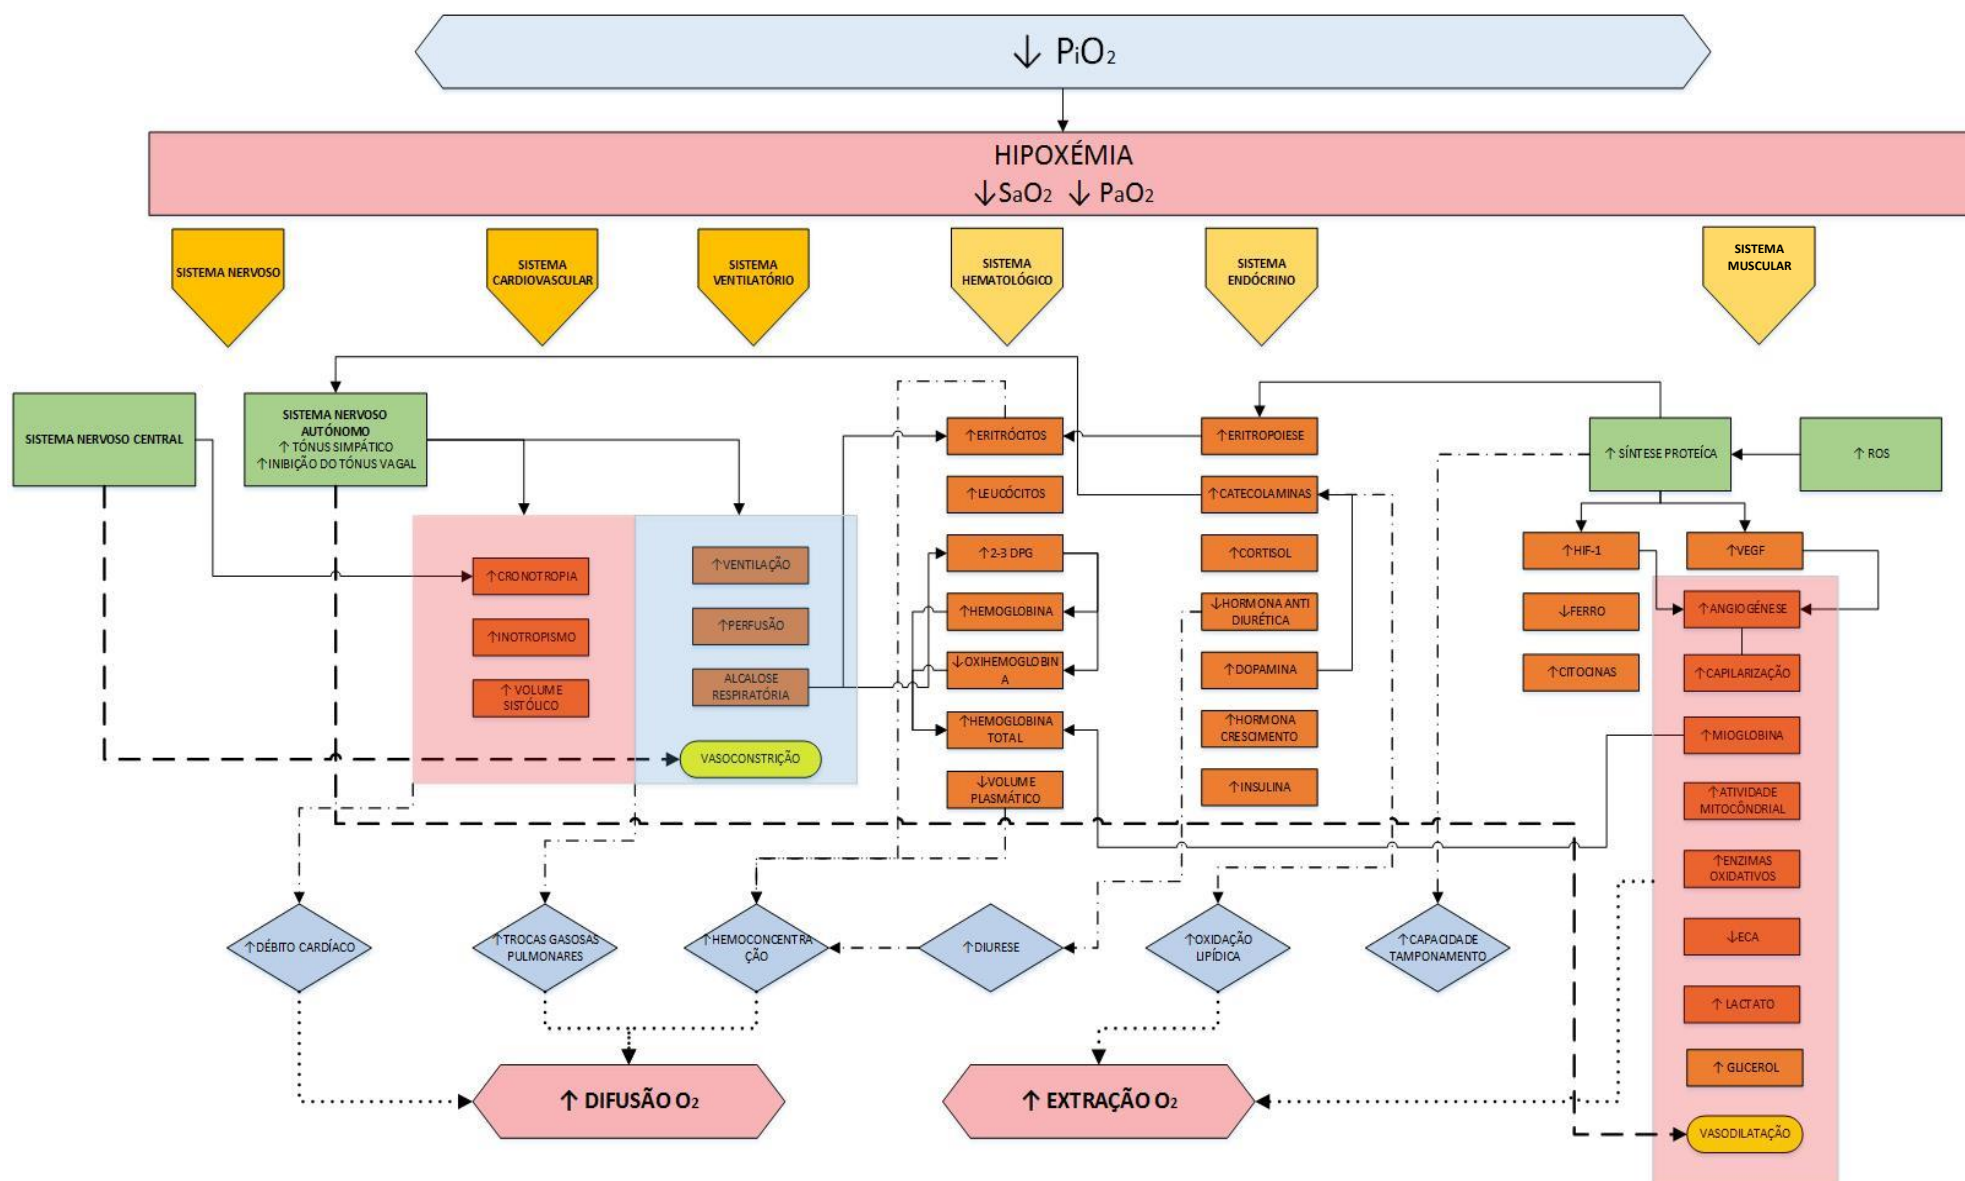 ↓ PiO2
HIPOXÉMIA
↓SaO2 ↓ PaO2
SISTEMA NERVOSO
SISTEMA
CARDIOVASCULAR
SISTEMA
VENTILATÓRIO
SISTEMA
HEMATOLÓGICO
SISTEMA
ENDÓCRINO
SISTEMA
MUSCULAR
SISTEMA NERVOSO CENTRAL
SISTEMA NERVOSO
AUTÓNOMO
↑ TÓNUS SIMPÁTICO
↑INIBIÇÃO DO TÓNUS VAGAL
↑CRONOTROPIA
↑INOTROPISMO
↑ VOLUME
SISTÓLICO
↑VENTILAÇÃO
↑PERFUSÃO
ALCALOSE
RESPIRATÓRIA
VASOCONSTRIÇÃO
↑ERITRÓCITOS
↑LEUCÓCITOS
↑2-3 DPG
↑HEMOGLOBINA
↓OXIHEMOGLOBIN
A
↑HEMOGLOBINA
TOTAL
↓VOLUME
PLASMÁTICO
↑ERITROPOIESE
↑CATECOLAMINAS
↑CORTISOL
↓HORMONA ANTI
DIURÉTICA
↑DOPAMINA
↑HORMONA
CRESCIMENTO
↑INSULINA
↑ SÍNTESE PROTEÍCA
↑ ROS
↑HIF-1
↑VEGF
↓FERRO
↑CITOCINAS
↑ANGIOGÉNESE
↑CAPILARIZAÇÃO
↑MIOGLOBINA
↑ATIVIDADE
MITOCÔNDRIAL
↑ENZIMAS
OXIDATIVOS
↓ECA
↑ LACTATO
↑ GLICEROL
VASODILATAÇÃO
↑DÉBITO CARDÍACO
↑TROCAS GASOSAS
PULMONARES
↑HEMOCONCENTRA
ÇÃO
↑DIURESE
↑OXIDAÇÃO
LIPÍDICA
↑CAPACIDADE
TAMPONAMENTO
↑ DIFUSÃO O2
↑ EXTRAÇÃO O2